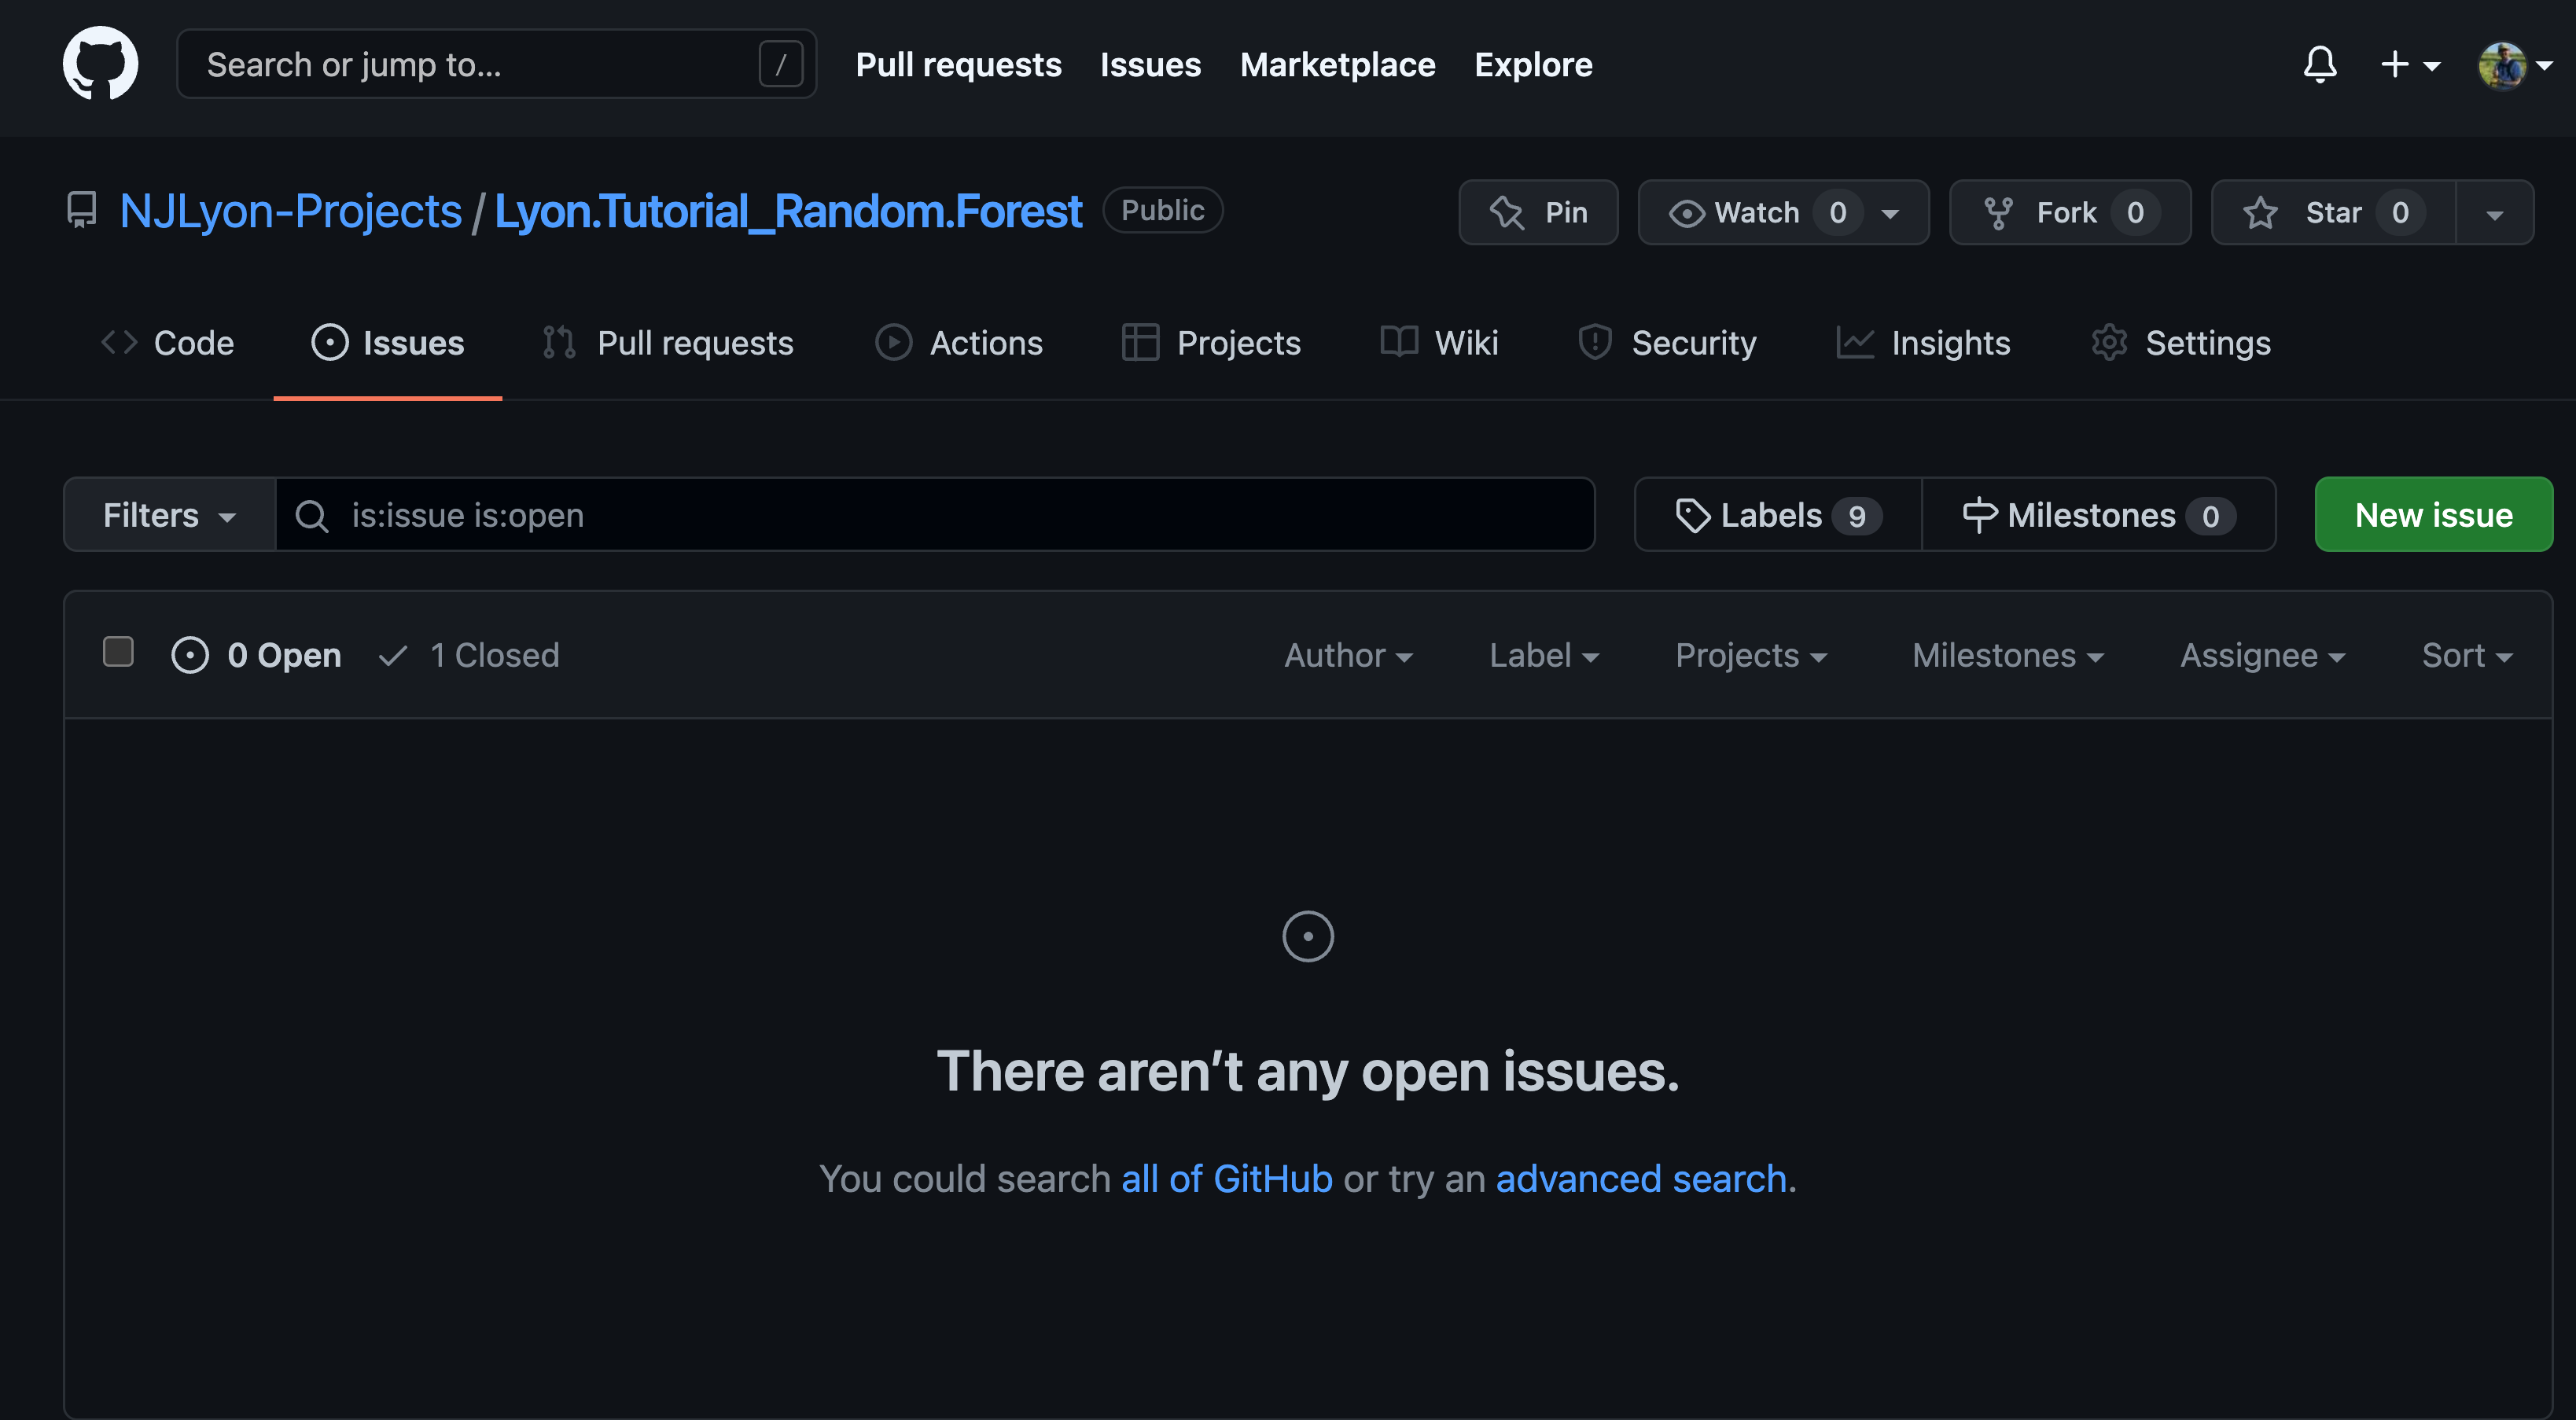 Search or jump to... / Pull requests Issues Marketplace Explore
NJLyon-Projects / Lyon.Tutorial_Random.Forest Public Pin Watch 0 Fork 0 Star 0
Code Issues Pull requests Actions Projects Wiki Security Insights Settings
Filters is:issue is:open Labels 9 Milestones 0 New issue
0 Open 1 Closed Author Label Projects Milestones Assignee Sort
There aren’t any open issues.
You could search all of GitHub or try an advanced search.